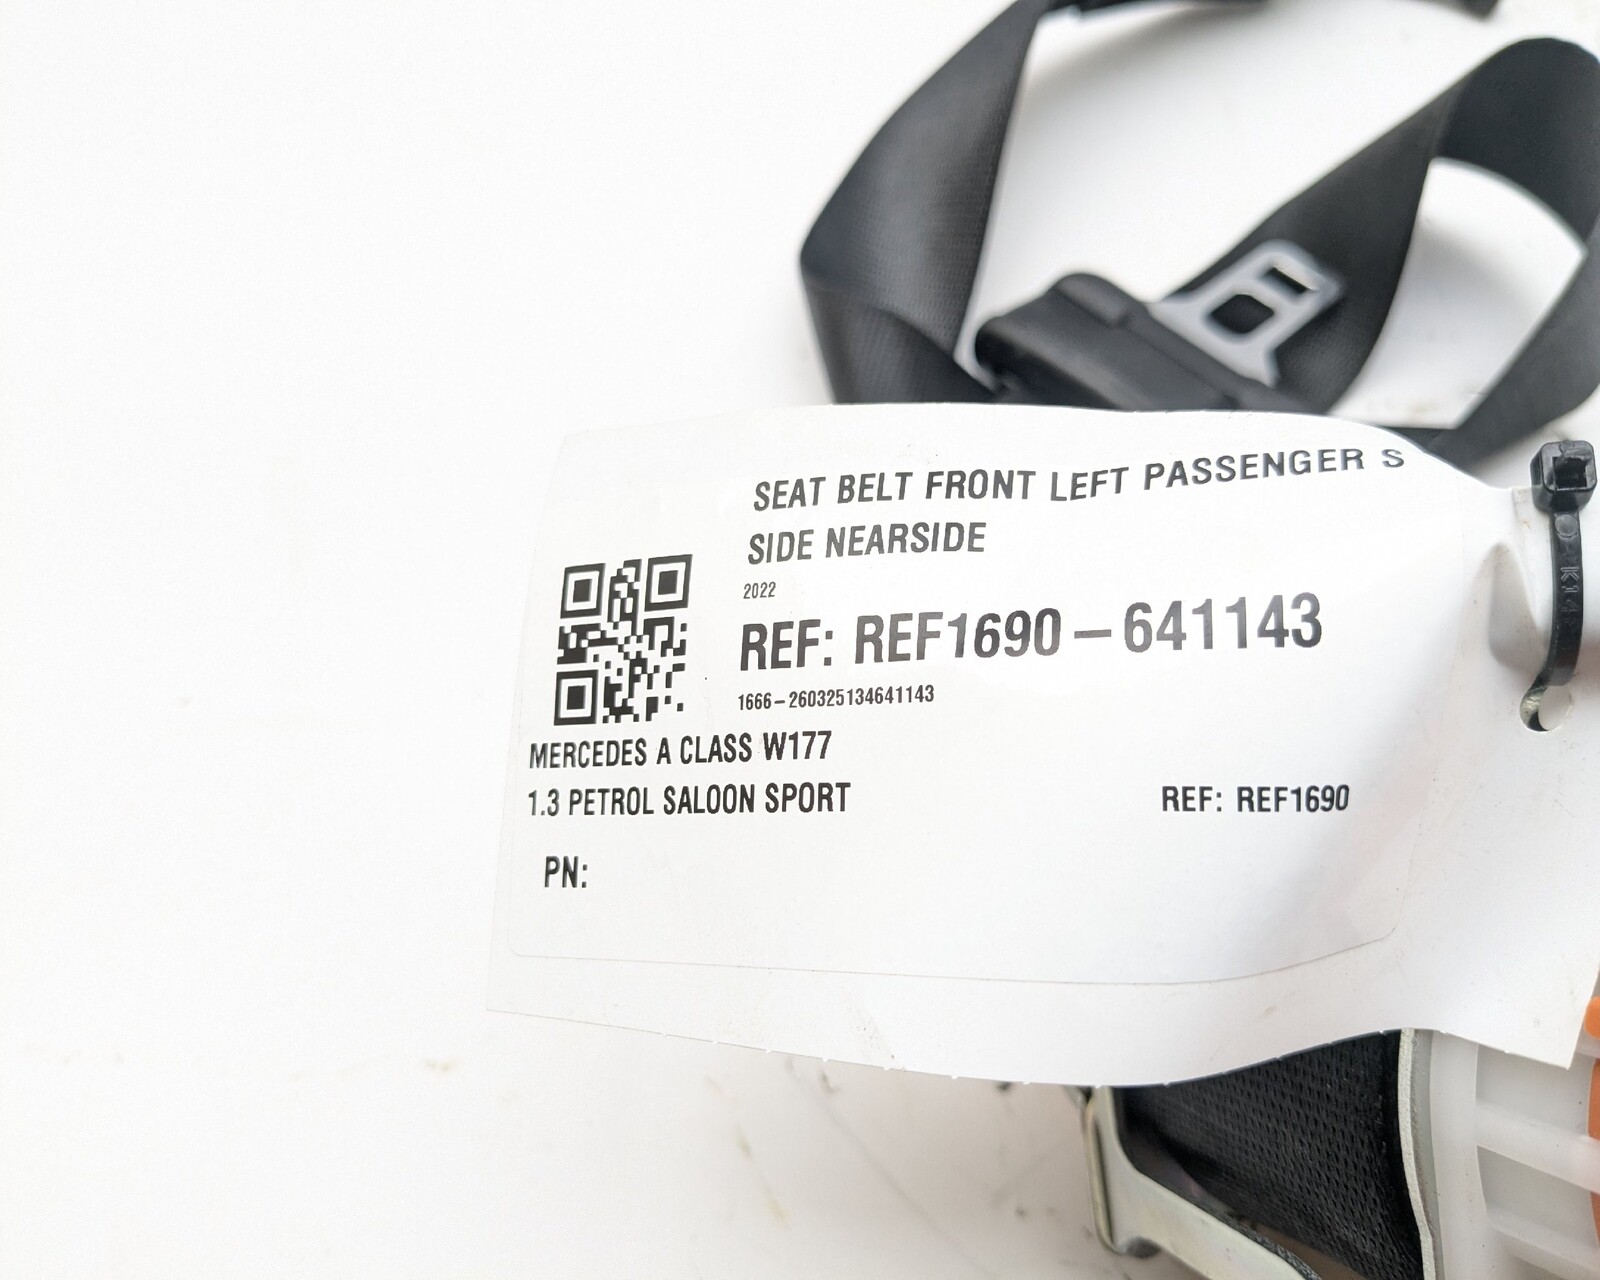 SEAT BELT FRONT LEFT PASSENGER S
SIDE NEARSIDE
2022
REF: REF1690-641143
1666-260325134641143
MERCEDES A CLASS W177
1.3 PETROL SALOON SPORT
REF: REF1690
PN: